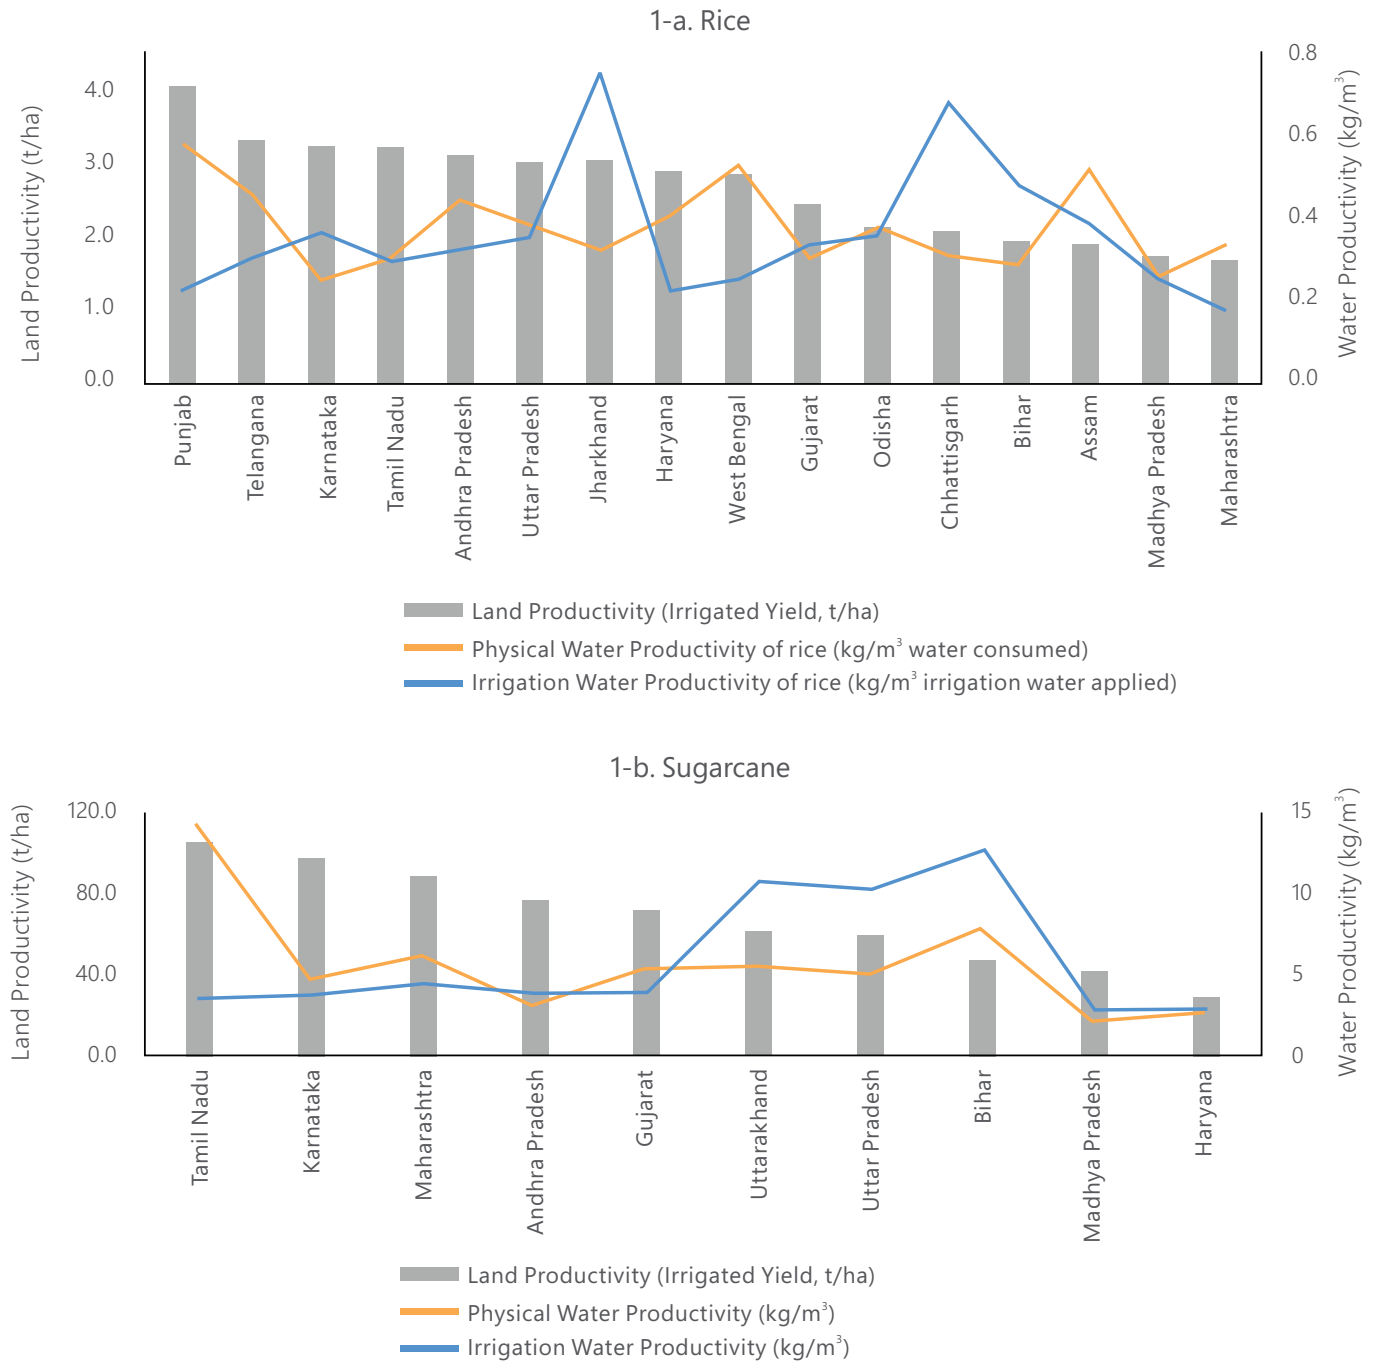 1-a. Rice
Land Productivity (t/ha)
4.0
3.0
2.0
1.0
0.0
0.8
0.6
0.4
0.2
0.0
Water Productivity (kg/m³)
Punjab
Telangana
Karnataka
Tamil Nadu
Andhra Pradesh
Uttar Pradesh
Jharkhand
Haryana
West Bengal
Gujarat
Odisha
Chhattisgarh
Bihar
Assam
Madhya Pradesh
Maharashtra
Land Productivity (Irrigated Yield, t/ha)
Physical Water Productivity of rice (kg/m³ water consumed)
Irrigation Water Productivity of rice (kg/m³ irrigation water applied)
1-b. Sugarcane
Land Productivity (t/ha)
120.0
80.0
40.0
0.0
15
10
5
0
Water Productivity (kg/m³)
Tamil Nadu
Karnataka
Maharashtra
Andhra Pradesh
Gujarat
Uttarakhand
Uttar Pradesh
Bihar
Madhya Pradesh
Haryana
Land Productivity (Irrigated Yield, t/ha)
Physical Water Productivity (kg/m³)
Irrigation Water Productivity (kg/m³)